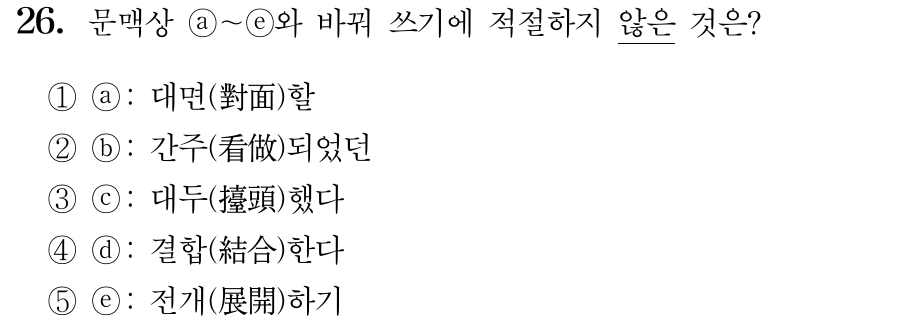 26. 문맥상 ⓐ~ⓔ와 바꿔 쓰기에 적절하지 않은 것은?
① ⓐ: 대면(對面)할
② ⓑ: 간주(看做)되었던
③ ⓒ: 대두(擡頭)했다
④ ⓓ: 결합(結合)한다
⑤ ⓔ: 전개(展開)하기